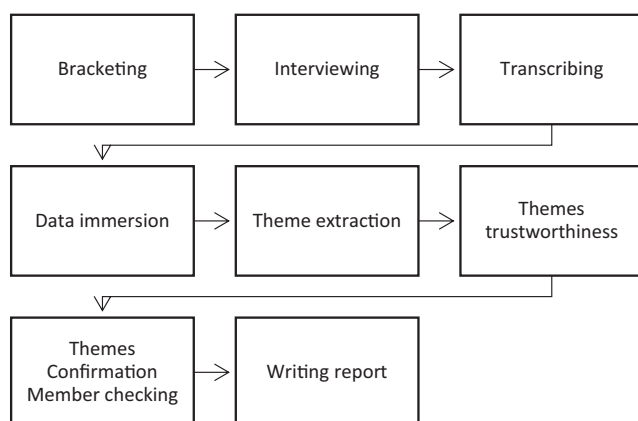 Bracketing
Interviewing
Transcribing
Data immersion
Theme extraction
Themes
trustworthiness
Themes
Confirmation
Member checking
Writing report